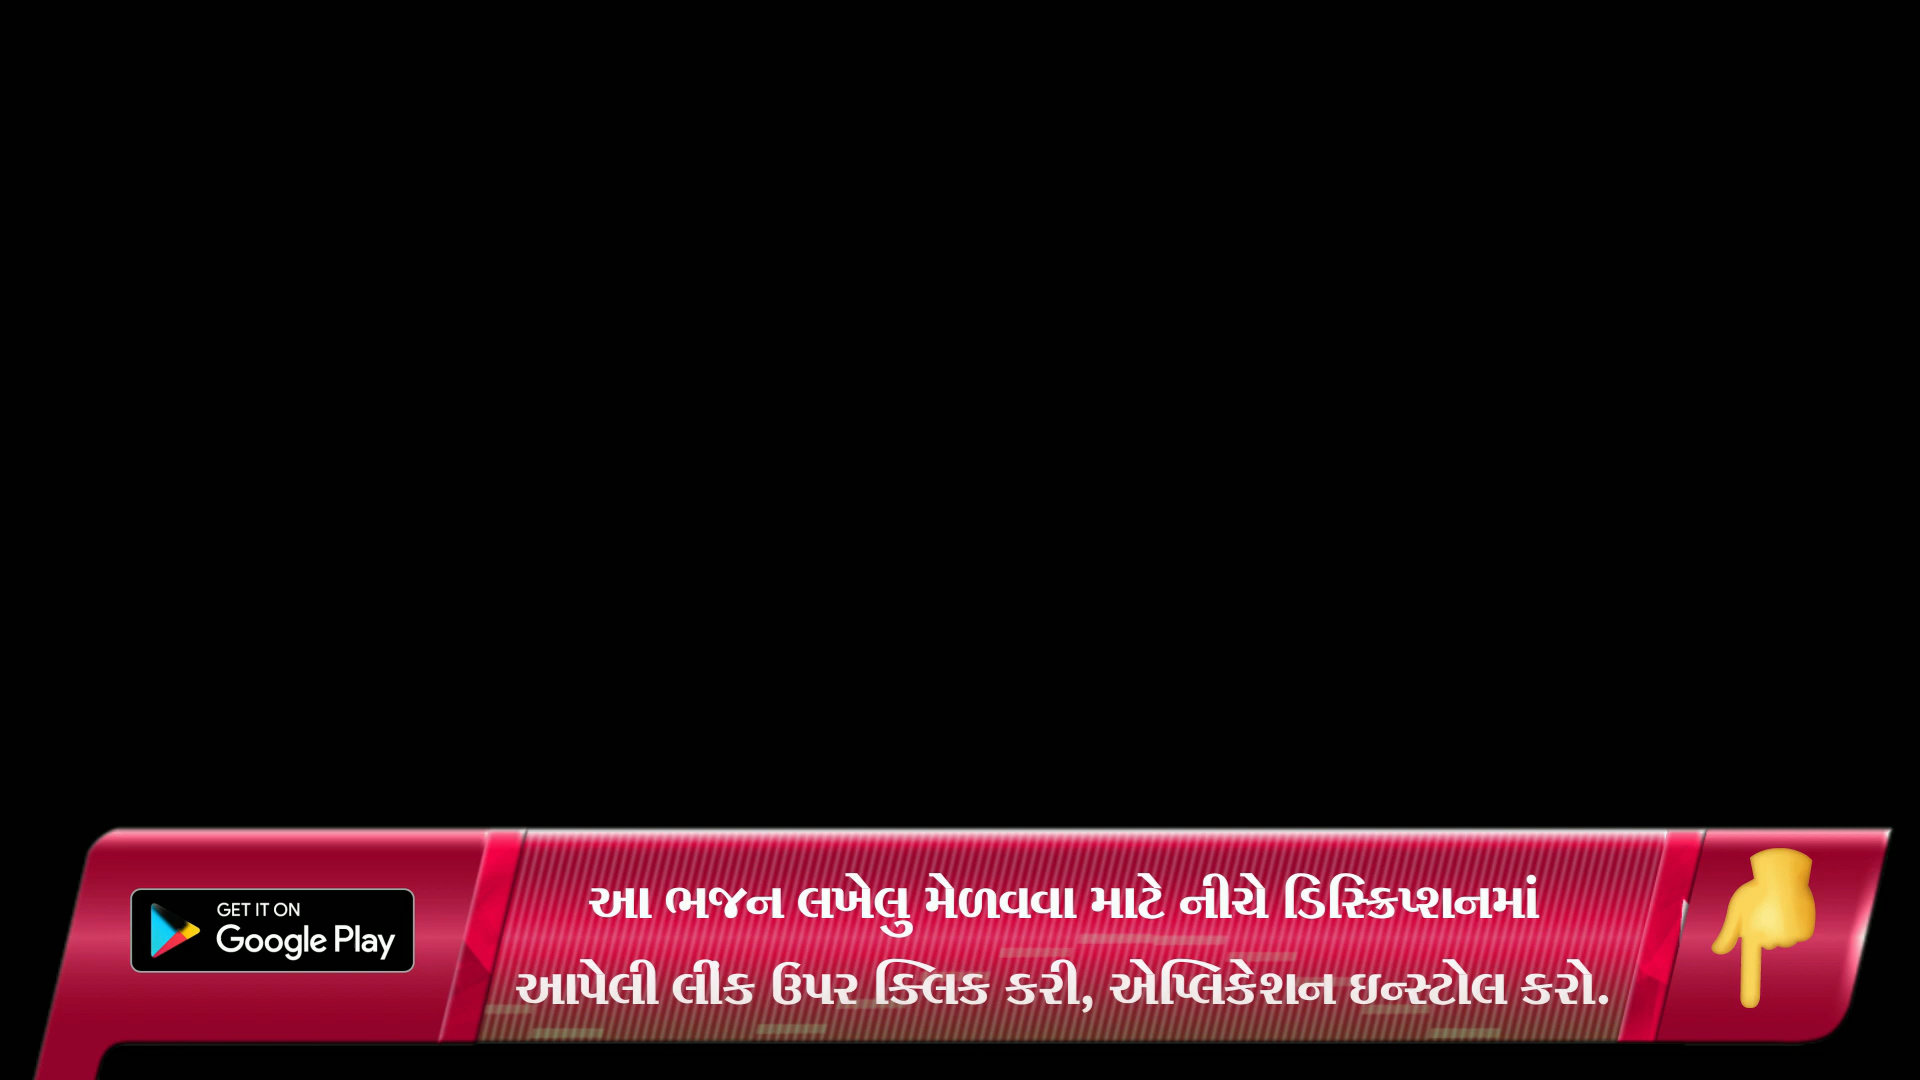 GET IT ON
Google Play
આ ભજન લખેલુ મેળવવા માટે નીચે ડિસ્ક્રિપ્શનમાં
આપેલી લીંક ઉપર ક્લિક કરી, એપ્લિકેશન ઇન્સ્ટોલ કરો.